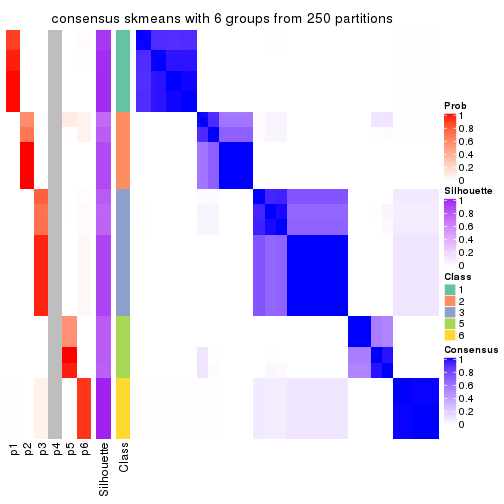 consensus skmeans with 6 groups from 250 partitions
Prob
1
0.8
0.6
0.4
0.2
0
Silhouette
1
0.8
0.6
0.4
0.2
0
Class
1
2
3
5
6
Consensus
1
0.8
0.6
0.4
0.2
0
p1
p2
p3
p4
p5
p6
Silhouette
Class